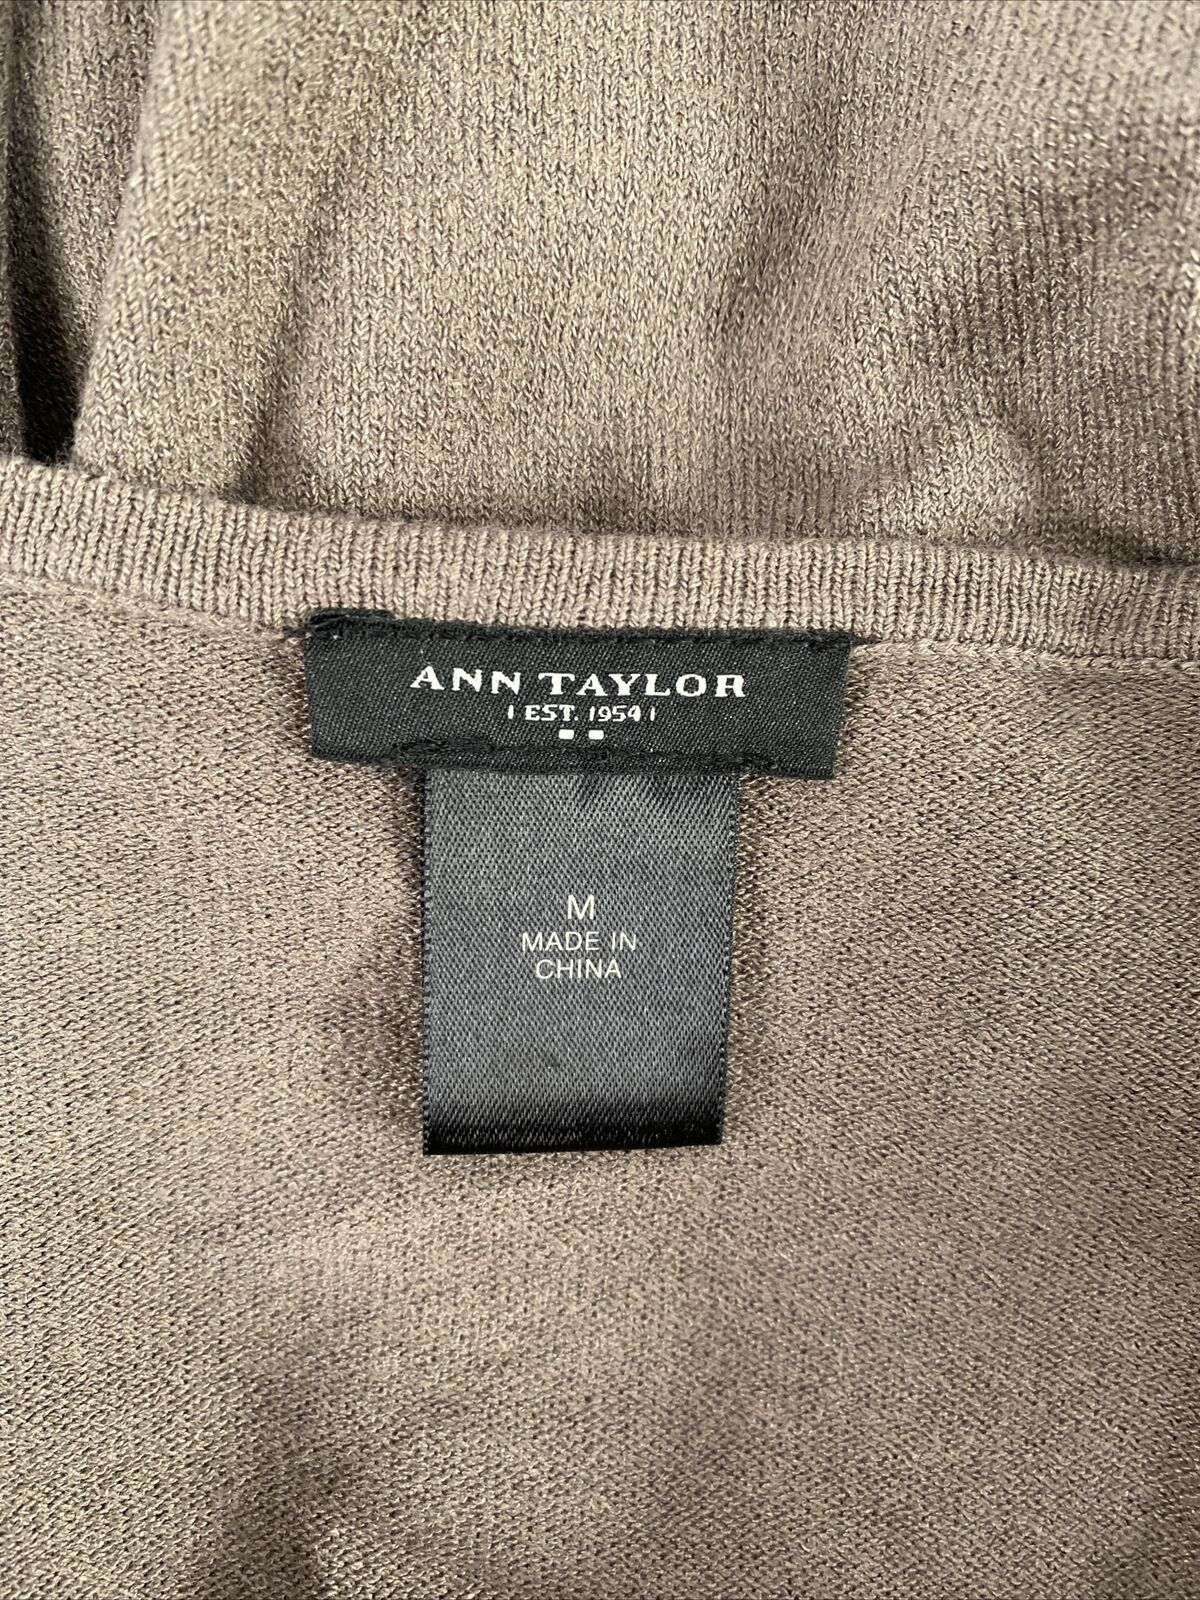 ANN TAYLOR
| EST. 1954 |
M
MADE IN
CHINA